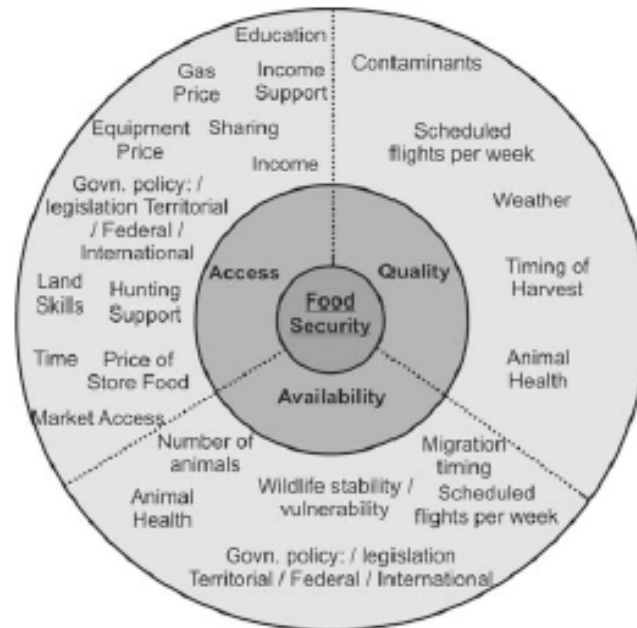 Education
Gas
Price
Income
Support
Equipment
Price
Sharing
Income
Govn. policy: /
legislation Territorial
/ Federal /
International
Land
Skills
Hunting
Support
Time
Price of
Store Food
Market Access
Contaminants
Scheduled
flights per week
Weather
Timing of
Harvest
Animal
Health
Access
Quality
Food
Security
Availability
Number of
animals
Animal
Health
Wildlife stability /
vulnerability
Migration
timing
Scheduled
flights per week
Govn. policy: / legislation
Territorial / Federal / International